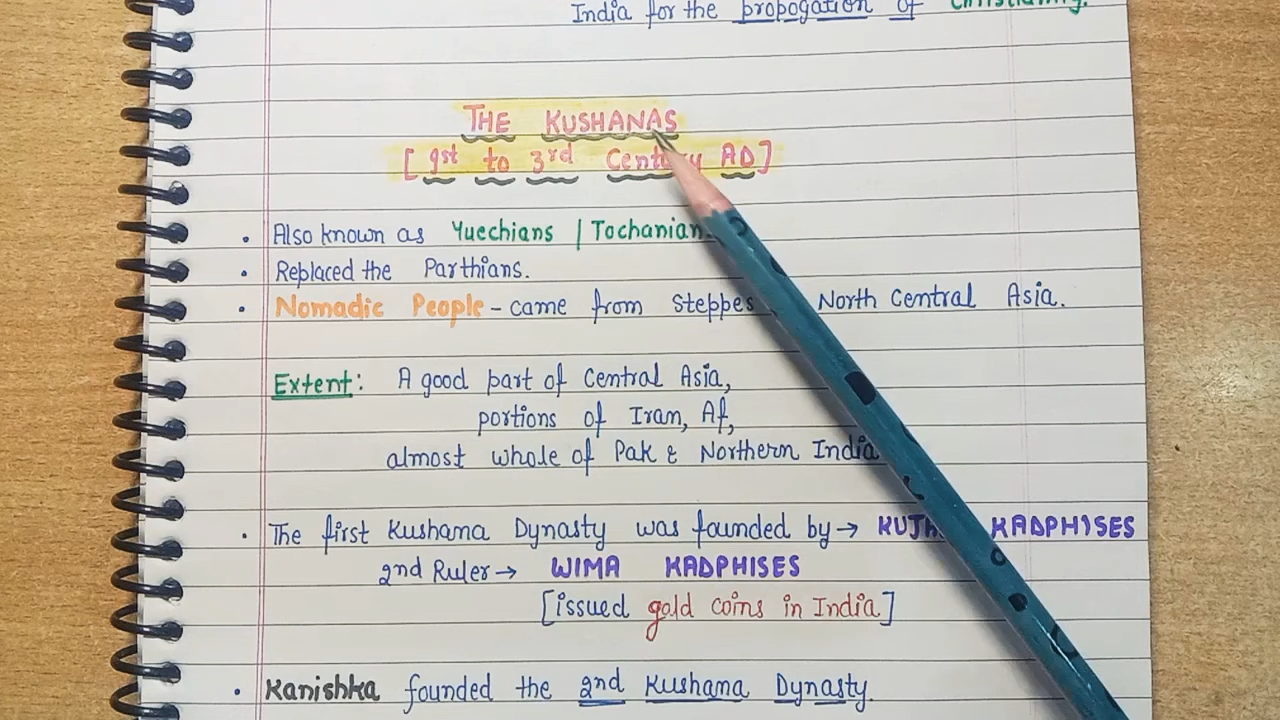 India for the propogation of Christianity.
THE KUSHANAS
[1st to 3rd Century AD]
• Also known as Yuechians | Tochanian
• Replaced the Parthians.
• Nomadic People - came from Steppes North Central Asia.
Extent: A good part of Central Asia,
portions of Iran, Af,
almost whole of Pak & Northern India
• The first Kushama Dynasty was founded by → KADPHISES
2nd Ruler → WIMA KADPHISES
[issued gold coins in India]
• Kanishka founded the 2nd Kushama Dynasty.